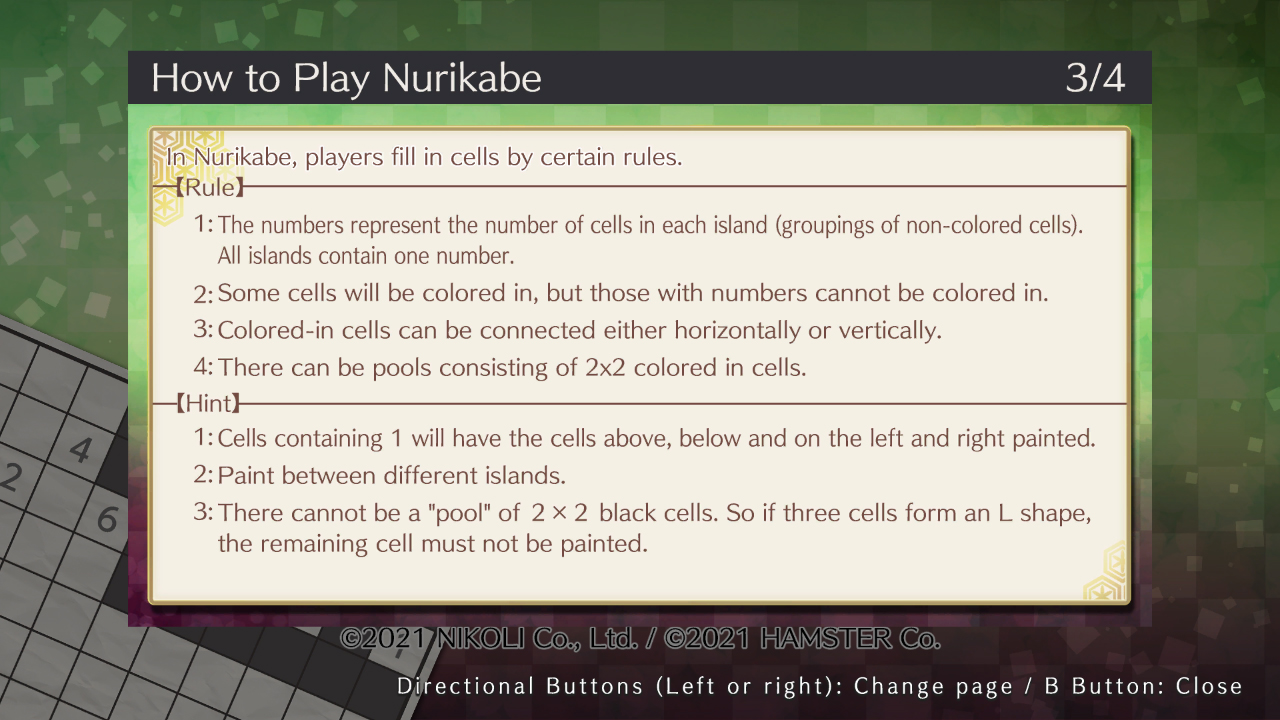 How to Play Nurikabe 3/4
In Nurikabe, players fill in cells by certain rules.
【Rule】
1: The numbers represent the number of cells in each island (groupings of non-colored cells).
All islands contain one number.
2: Some cells will be colored in, but those with numbers cannot be colored in.
3: Colored-in cells can be connected either horizontally or vertically.
4: There can be pools consisting of 2x2 colored in cells.
【Hint】
1: Cells containing 1 will have the cells above, below and on the left and right painted.
2: Paint between different islands.
3: There cannot be a "pool" of 2×2 black cells. So if three cells form an L shape,
the remaining cell must not be painted.
4
2
6
©2021 NIKOLI Co., Ltd. / ©2021 HAMSTER Co.
Directional Buttons (Left or right): Change page / B Button: Close